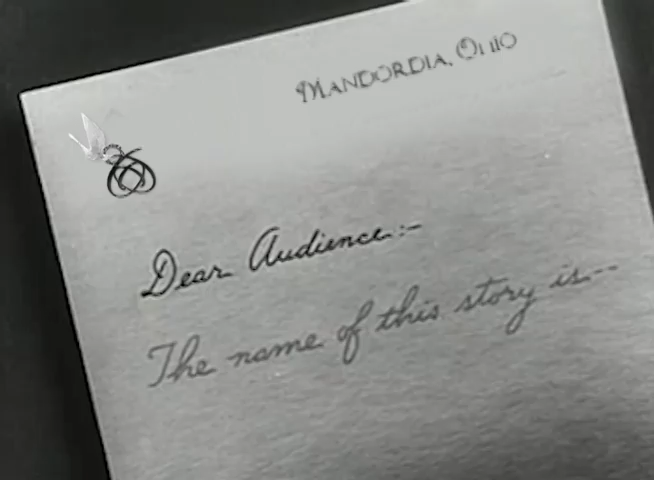 MANDORDIA, OHIO
Dear Audience:-
The name of this story is--